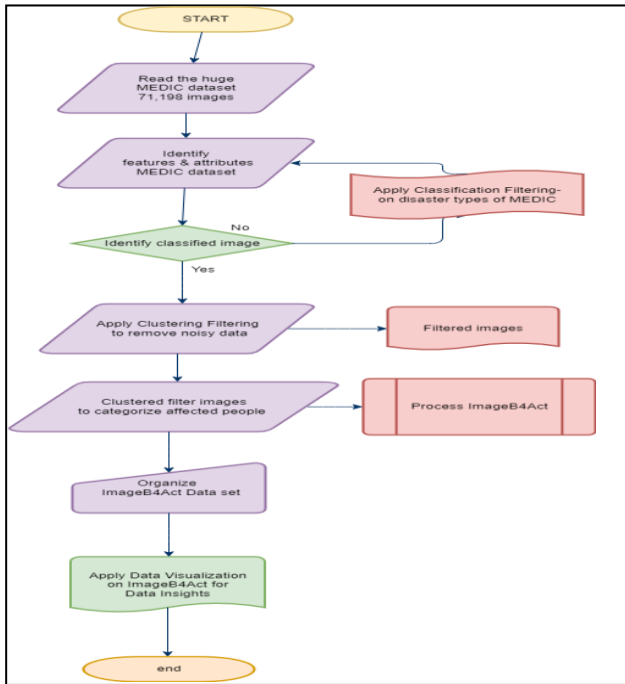 START
Read the huge
MEDIC dataset
71,198 images
Identify
features & attributes
MEDIC dataset
Apply Classification Filtering-
on disaster types of MEDIC
No
Identify classified image
Yes
Apply Clustering Filtering
to remove noisy data
Filtered images
Clustered filter images
to categorize affected people
Process ImageB4Act
Organize
ImageB4Act Data set
Apply Data Visualization
on ImageB4Act for
Data Insights
end